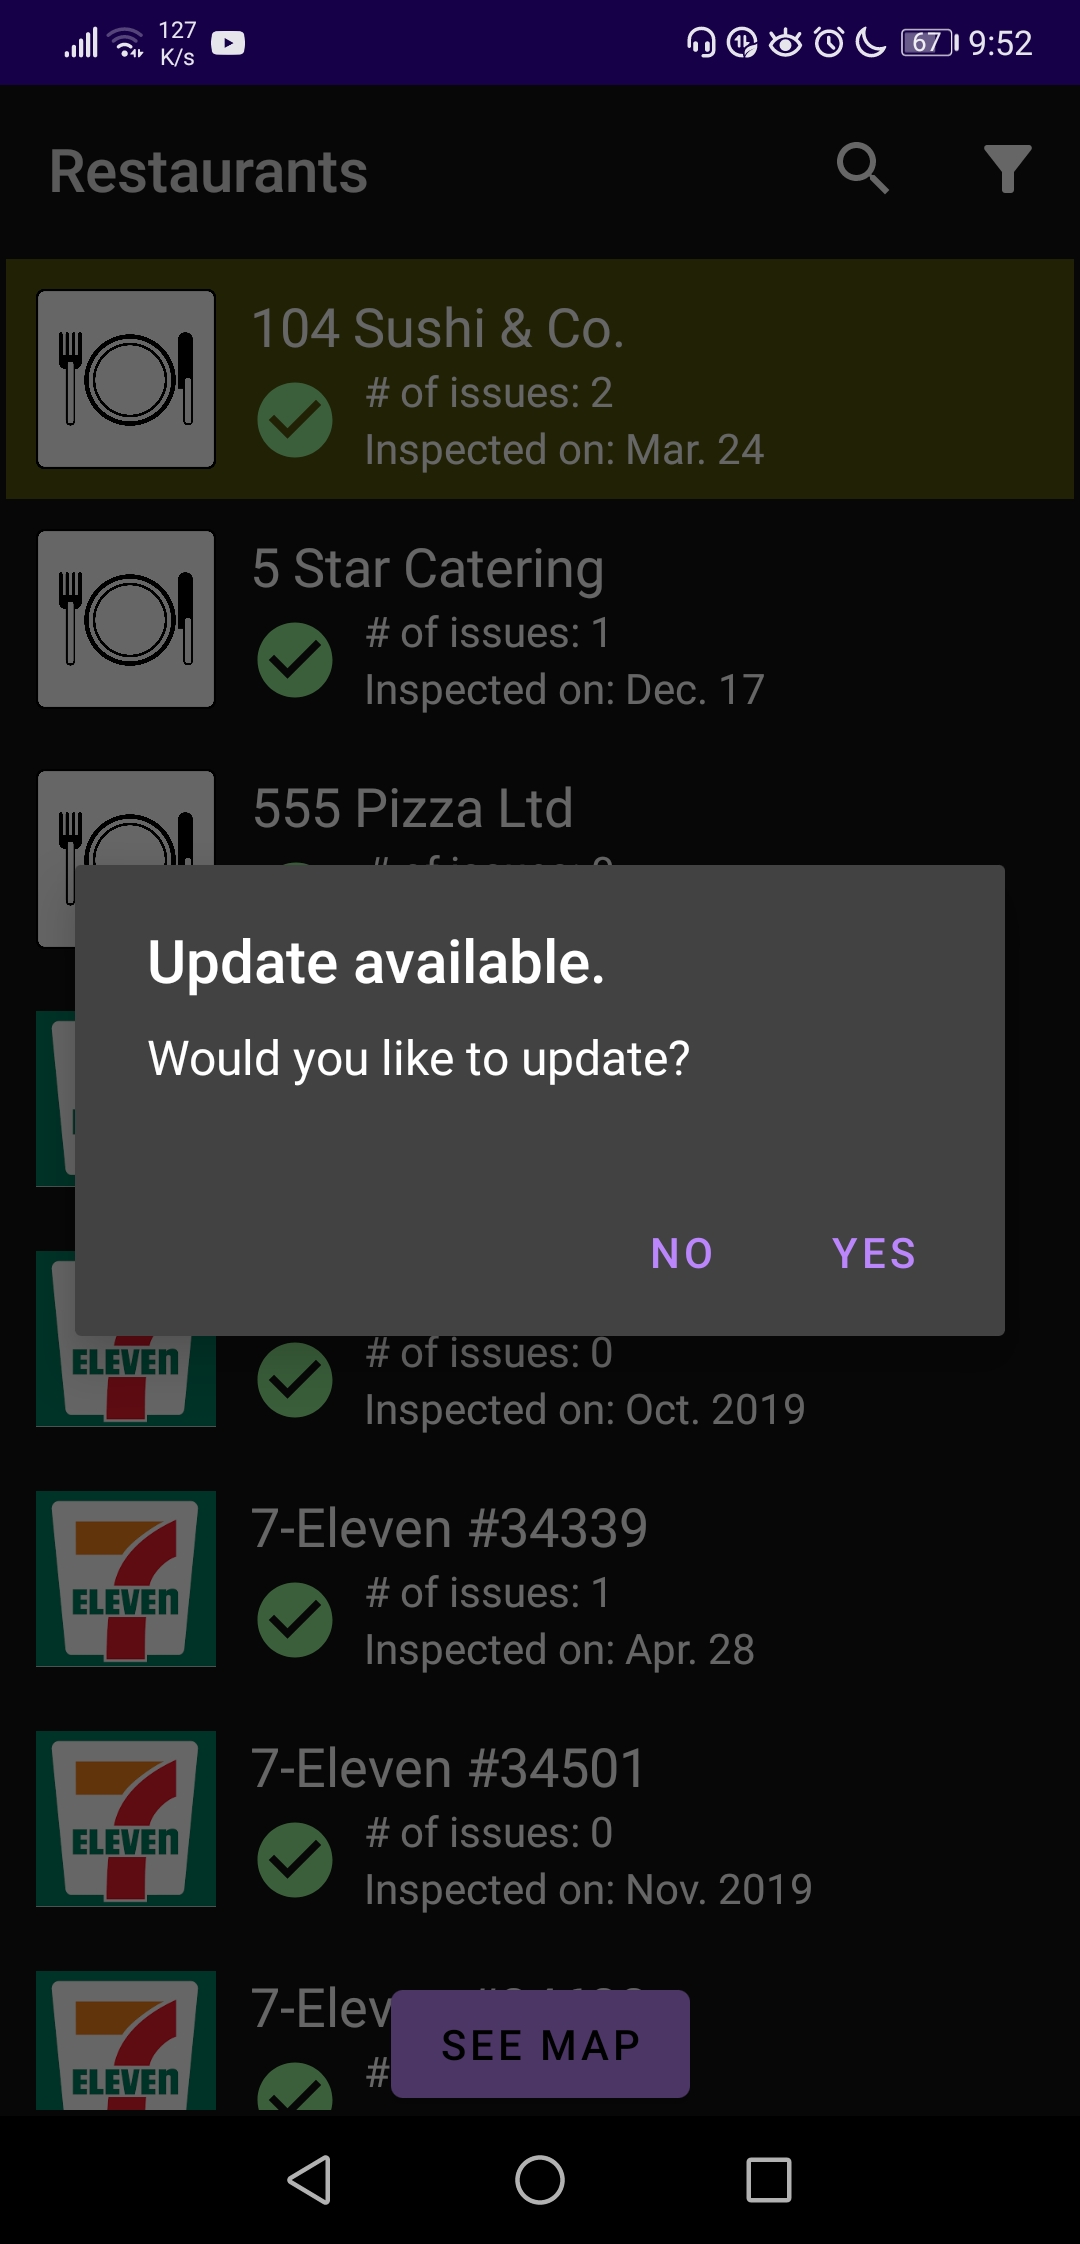 127
K/s
67
9:52
Restaurants
104 Sushi & Co.
# of issues: 2
Inspected on: Mar. 24
5 Star Catering
# of issues: 1
Inspected on: Dec. 17
555 Pizza Ltd
Update available.
Would you like to update?
NO
YES
ELEVEn
# of issues: 0
Inspected on: Oct. 2019
7-Eleven #34339
7
ELEVEn
# of issues: 1
Inspected on: Apr. 28
7-Eleven #34501
7
ELEVEn
# of issues: 0
Inspected on: Nov. 2019
7-Elev
7
ELEVEn
#
SEE MAP